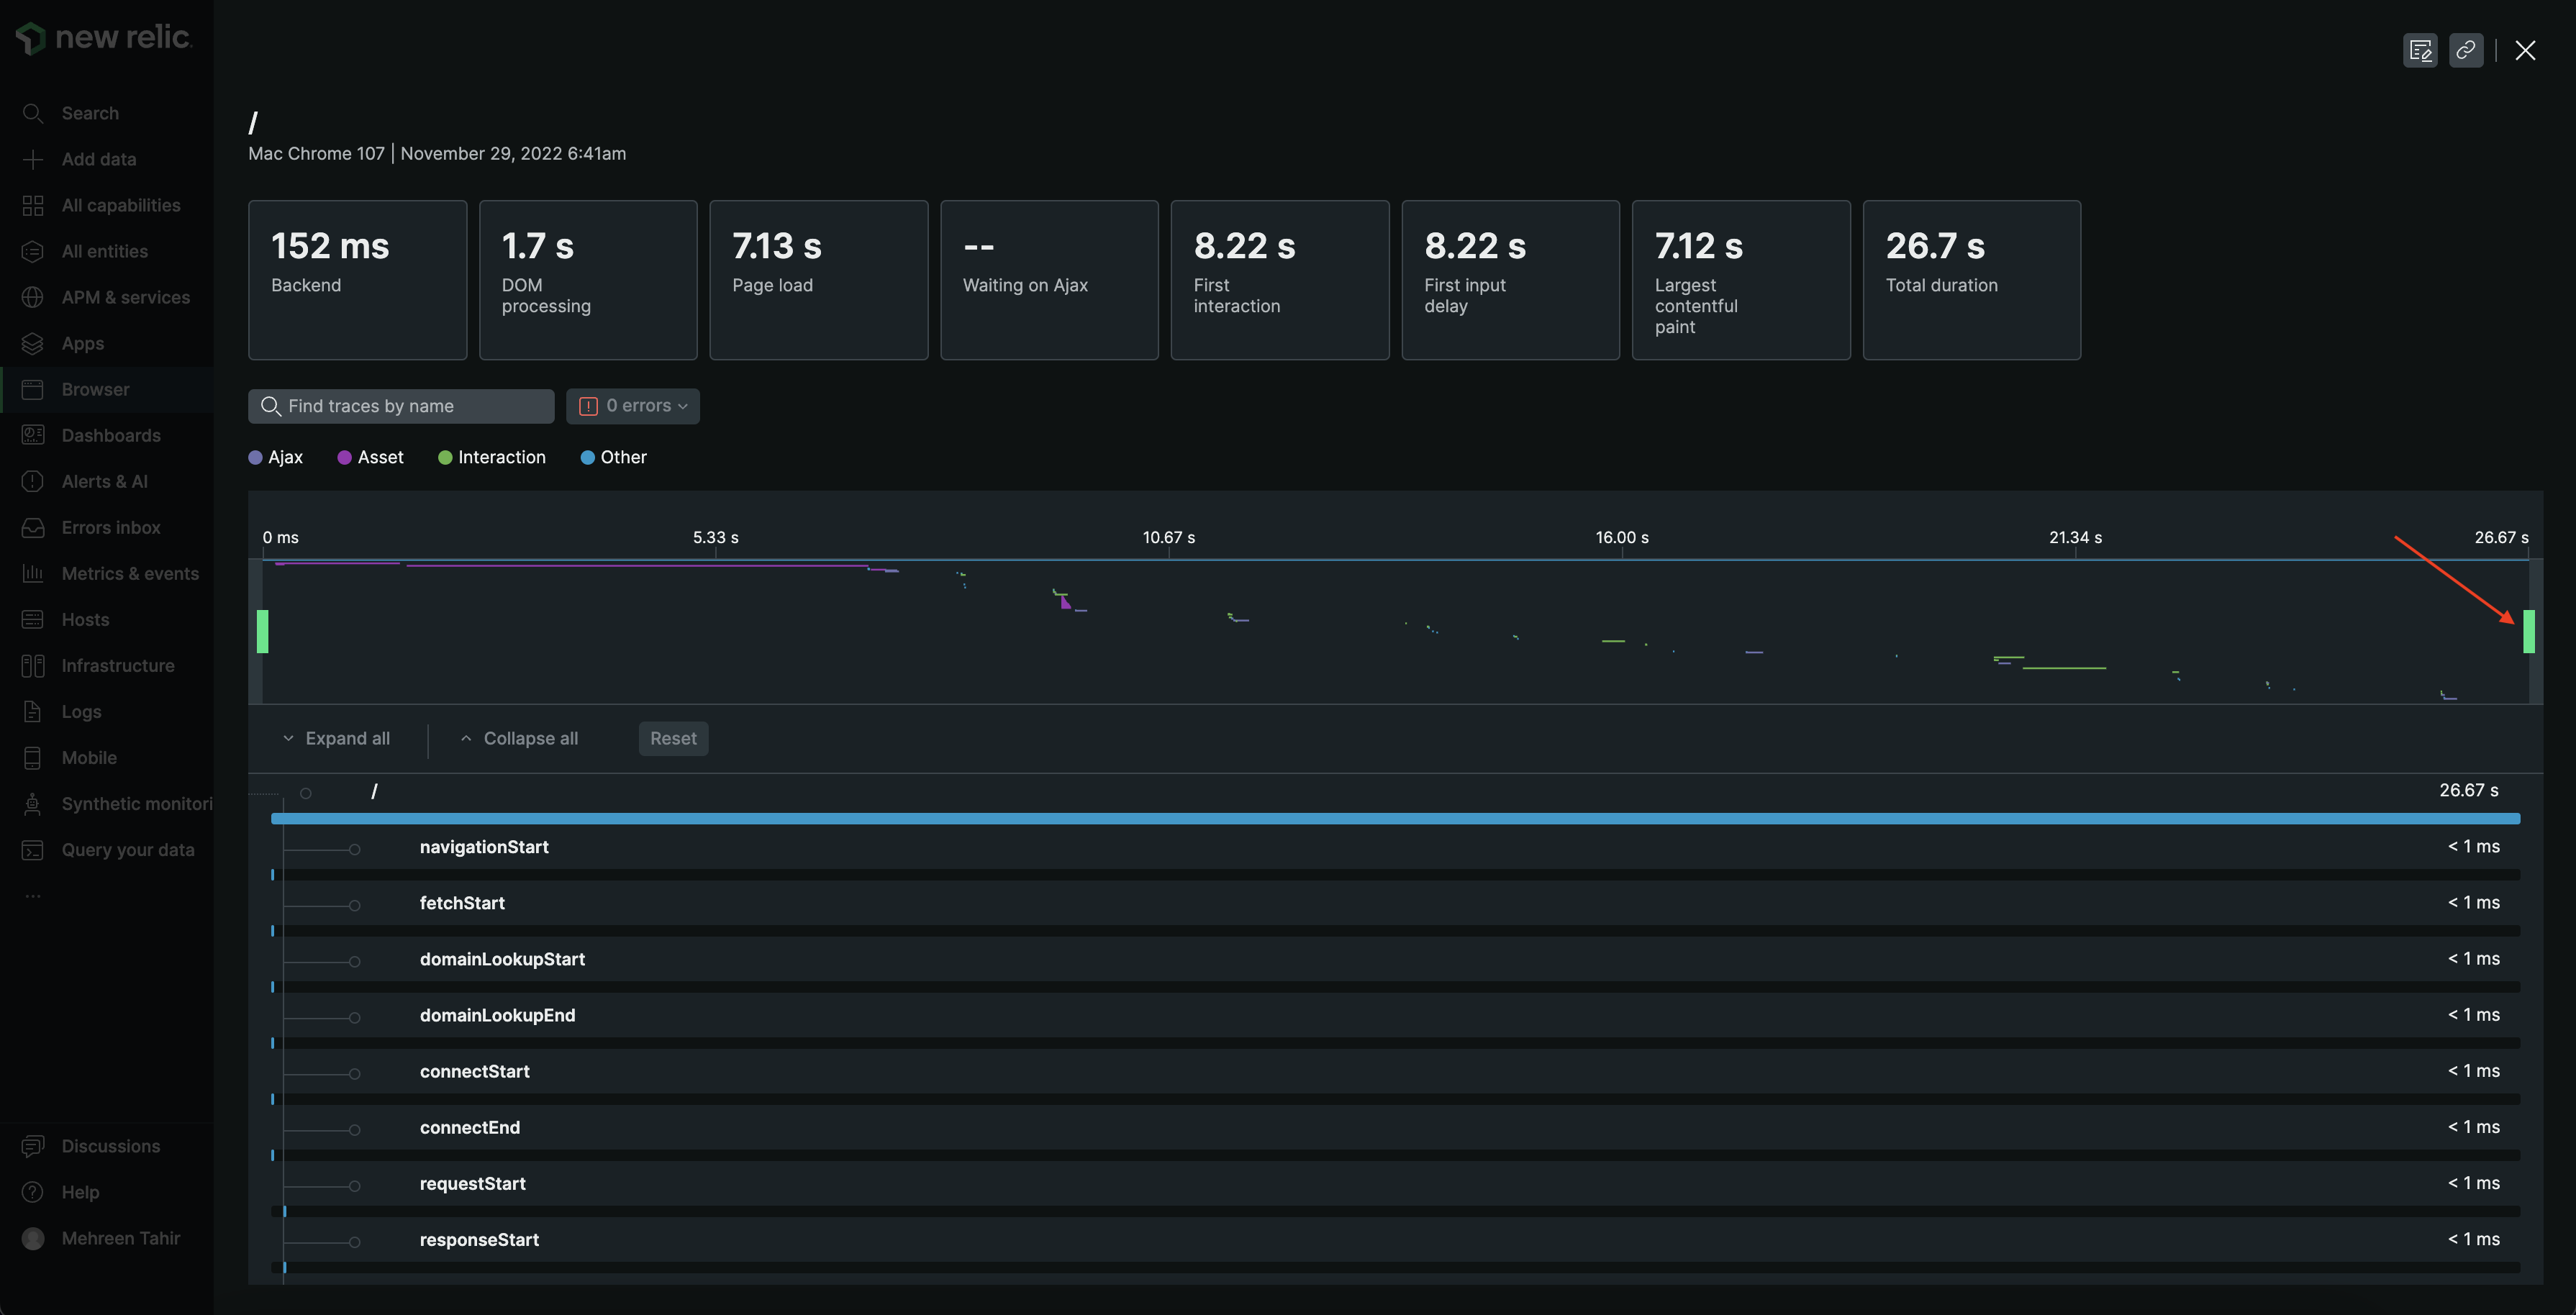 new relic.
Search
Add data
All capabilities
All entities
APM & services
Apps
Browser
Dashboards
Alerts & AI
Errors inbox
Metrics & events
Hosts
Infrastructure
Logs
Mobile
Synthetic monitori
Query your data
...
Discussions
Help
Mehreen Tahir
/
Mac Chrome 107 | November 29, 2022 6:41am
152 ms
Backend
1.7 s
DOM
processing
7.13 s
Page load
--
Waiting on Ajax
8.22 s
First
interaction
8.22 s
First input
delay
7.12 s
Largest
contentful
paint
26.7 s
Total duration
Find traces by name
0 errors
Ajax Asset Interaction Other
0 ms 5.33 s 10.67 s 16.00 s 21.34 s 26.67 s
Expand all Collapse all Reset
/ 26.67 s
navigationStart < 1 ms
fetchStart < 1 ms
domainLookupStart < 1 ms
domainLookupEnd < 1 ms
connectStart < 1 ms
connectEnd < 1 ms
requestStart < 1 ms
responseStart < 1 ms